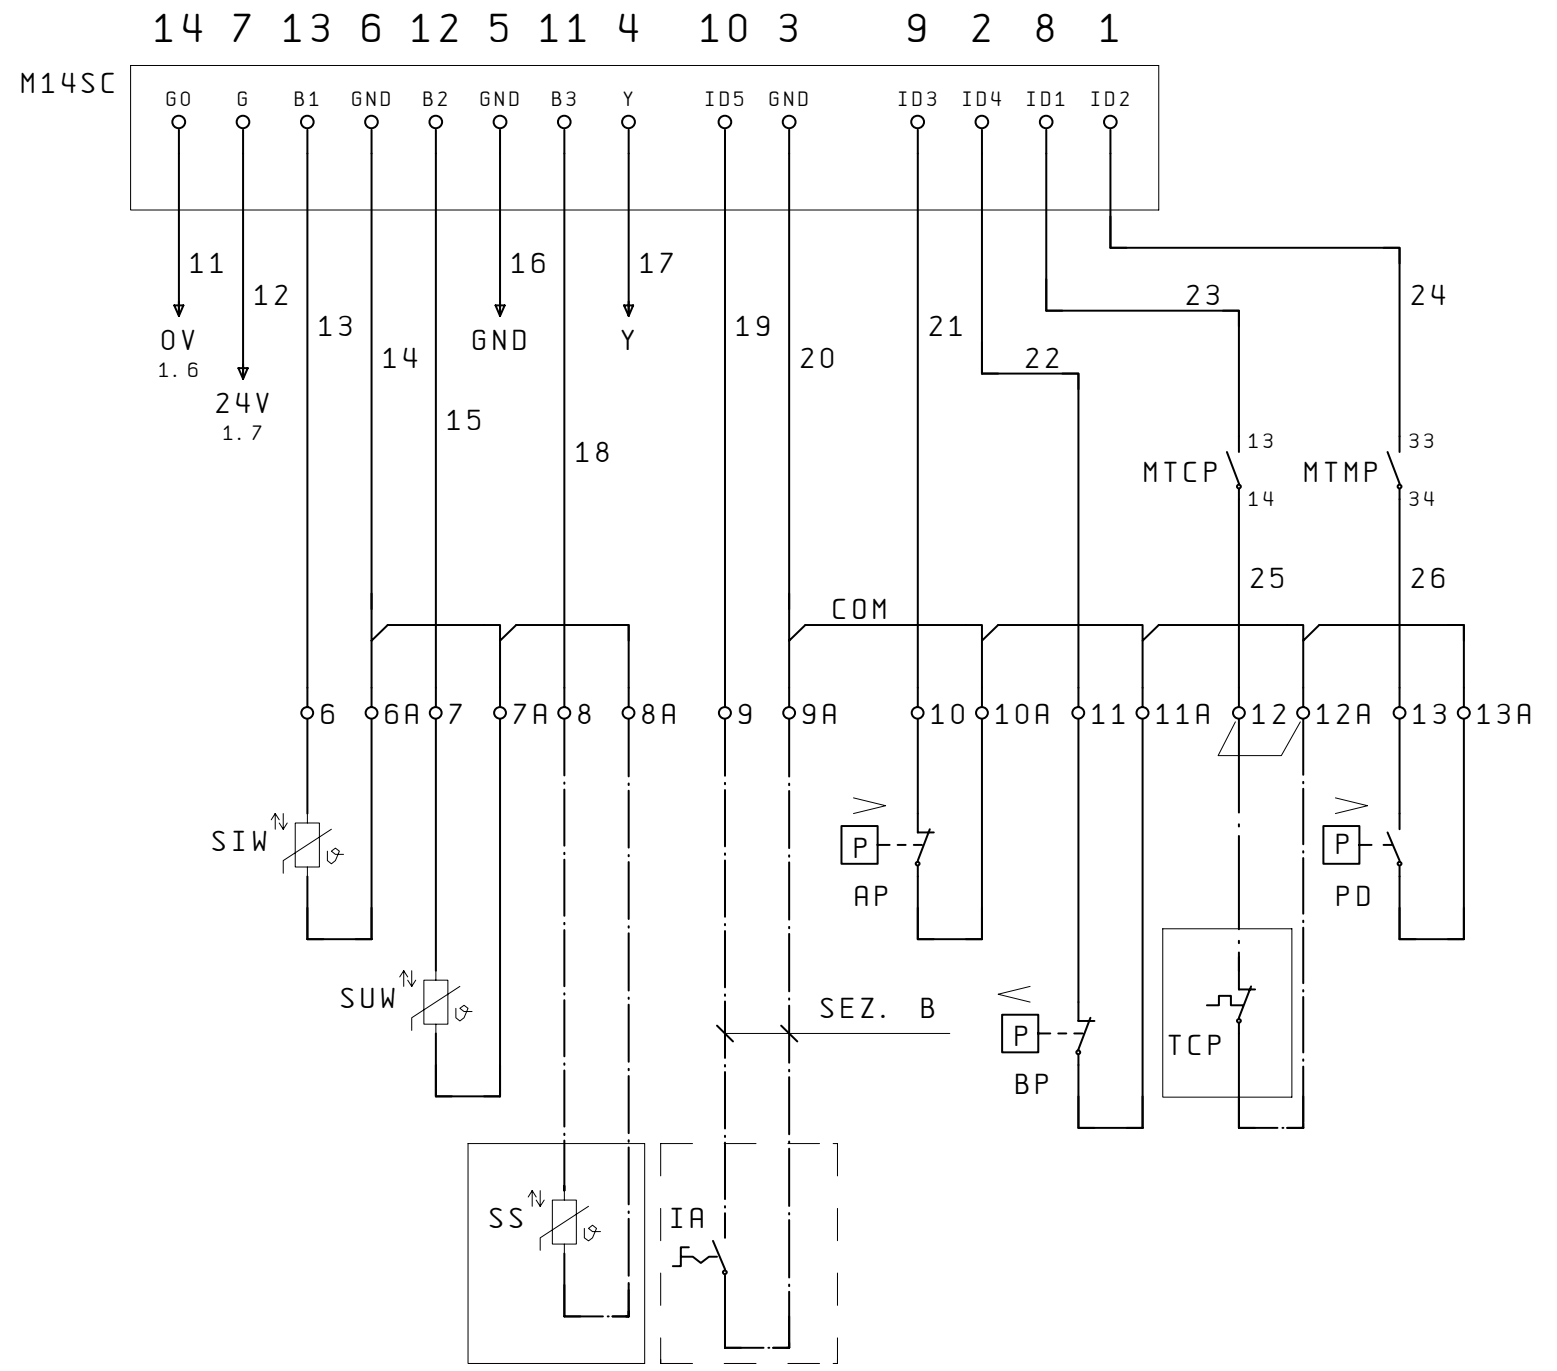 14 7 13 6 12 5 11 4 10 3 9 2 8 1
M14SC
G0 G B1 GND B2 GND B3 Y ID5 GND ID3 ID4 ID1 ID2
11 16 17
12 23 24
13 19 21
0V GND Y
1.6 14 20 22
24V
1.7 15
18
13 33
MTCP MTMP
14 34
25 26
COM
6 6A 7 7A 8 8A 9 9A 10 10A 11 11A 12 12A 13 13A
> >
SIW ϑ P P
AP PD
SUW ϑ < SEZ. B
P TCP
BP
SS ϑ IA